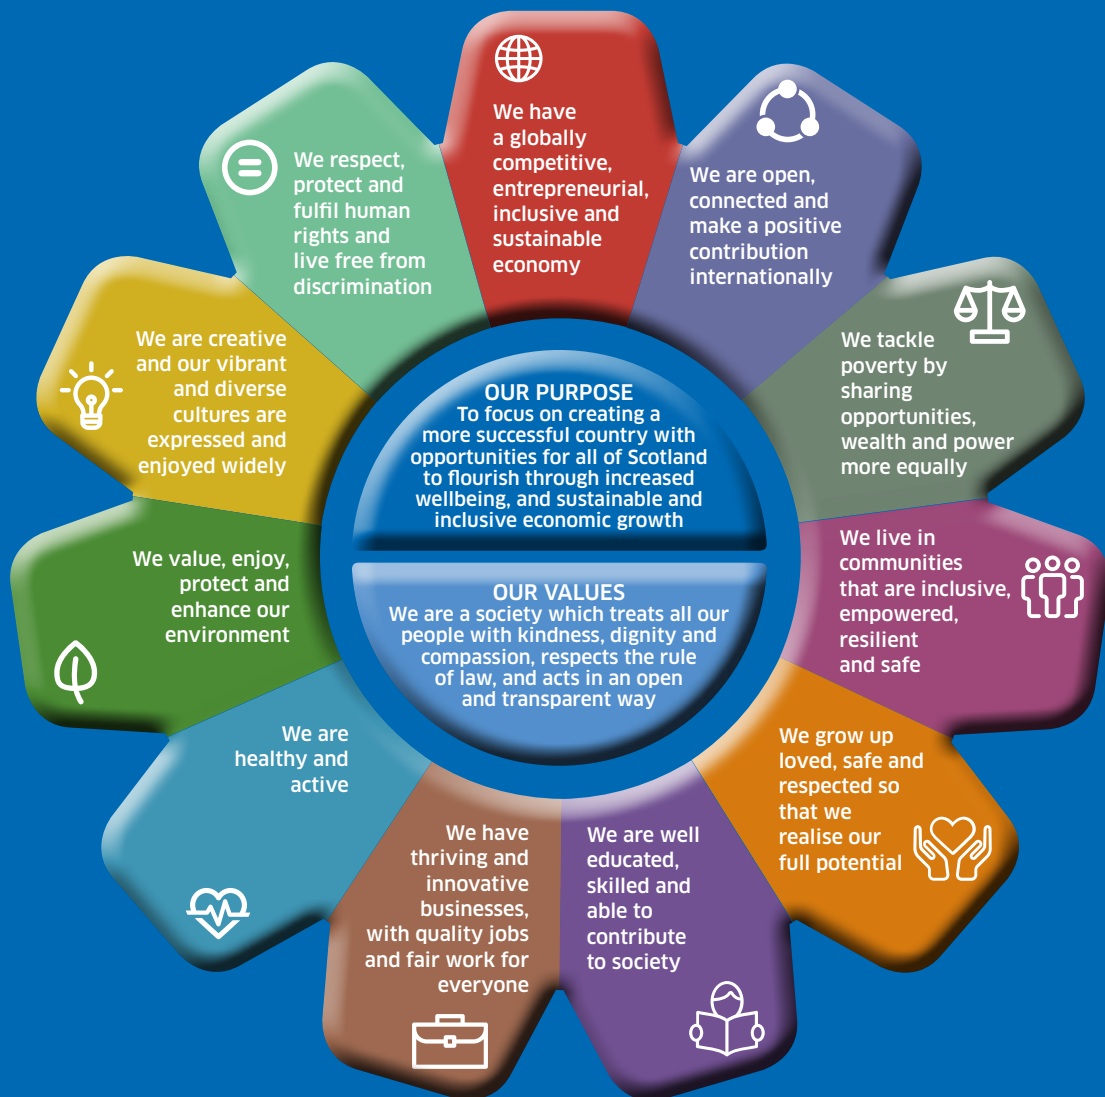 We have
a globally
competitive,
entrepreneurial,
inclusive and
sustainable
economy
We are open,
connected and
make a positive
contribution
internationally
We tackle
poverty by
sharing
opportunities,
wealth and power
more equally
We live in
communities
that are inclusive,
empowered,
resilient
and safe
We grow up
loved, safe and
respected so
that we
realise our
full potential
We are well
educated,
skilled and
able to
contribute
to society
We have
thriving and
innovative
businesses,
with quality jobs
and fair work for
everyone
We are
healthy and
active
We value, enjoy,
protect and
enhance our
environment
We are creative
and our vibrant
and diverse
cultures are
expressed and
enjoyed widely
We respect,
protect and
fulfil human
rights and
live free from
discrimination
OUR PURPOSE
To focus on creating a
more successful country with
opportunities for all of Scotland
to flourish through increased
wellbeing, and sustainable and
inclusive economic growth
OUR VALUES
We are a society which treats all our
people with kindness, dignity and
compassion, respects the rule
of law, and acts in an open
and transparent way